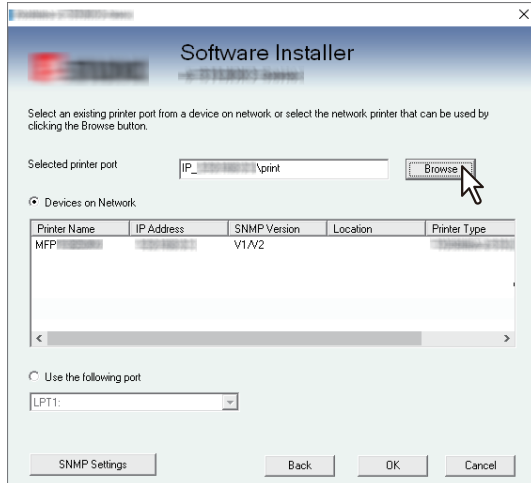 Software Installer
Select an existing printer port from a device on network or select the network printer that can be used by
clicking the Browse button.
Selected printer port
IP_ \print
Browse
Devices on Network
Printer Name IP Address SNMP Version Location Printer Type
MFP V1/V2
Use the following port
LPT1:
SNMP Settings Back OK Cancel